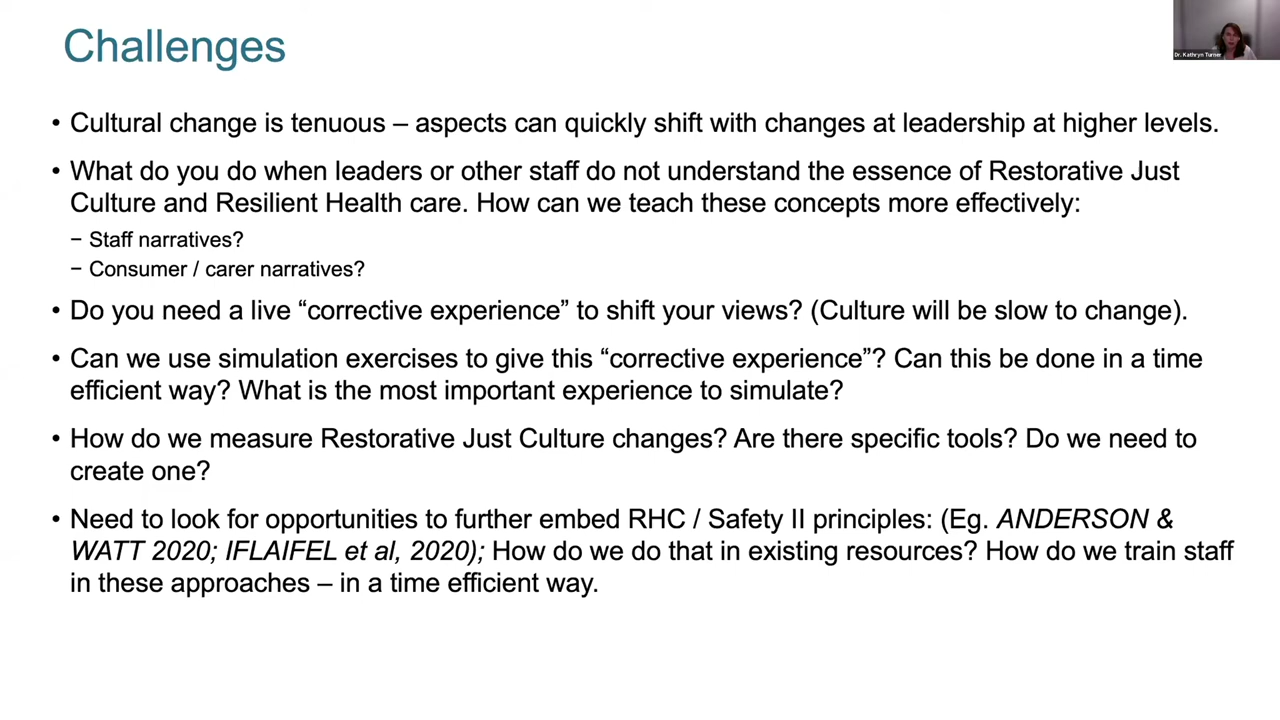 Challenges
Dr. Kathryn Turner
• Cultural change is tenuous – aspects can quickly shift with changes at leadership at higher levels.
• What do you do when leaders or other staff do not understand the essence of Restorative Just
Culture and Resilient Health care. How can we teach these concepts more effectively:
− Staff narratives?
− Consumer / carer narratives?
• Do you need a live “corrective experience” to shift your views? (Culture will be slow to change).
• Can we use simulation exercises to give this “corrective experience”? Can this be done in a time
efficient way? What is the most important experience to simulate?
• How do we measure Restorative Just Culture changes? Are there specific tools? Do we need to
create one?
• Need to look for opportunities to further embed RHC / Safety II principles: (Eg. ANDERSON &
WATT 2020; IFLAIFEL et al, 2020); How do we do that in existing resources? How do we train staff
in these approaches – in a time efficient way.